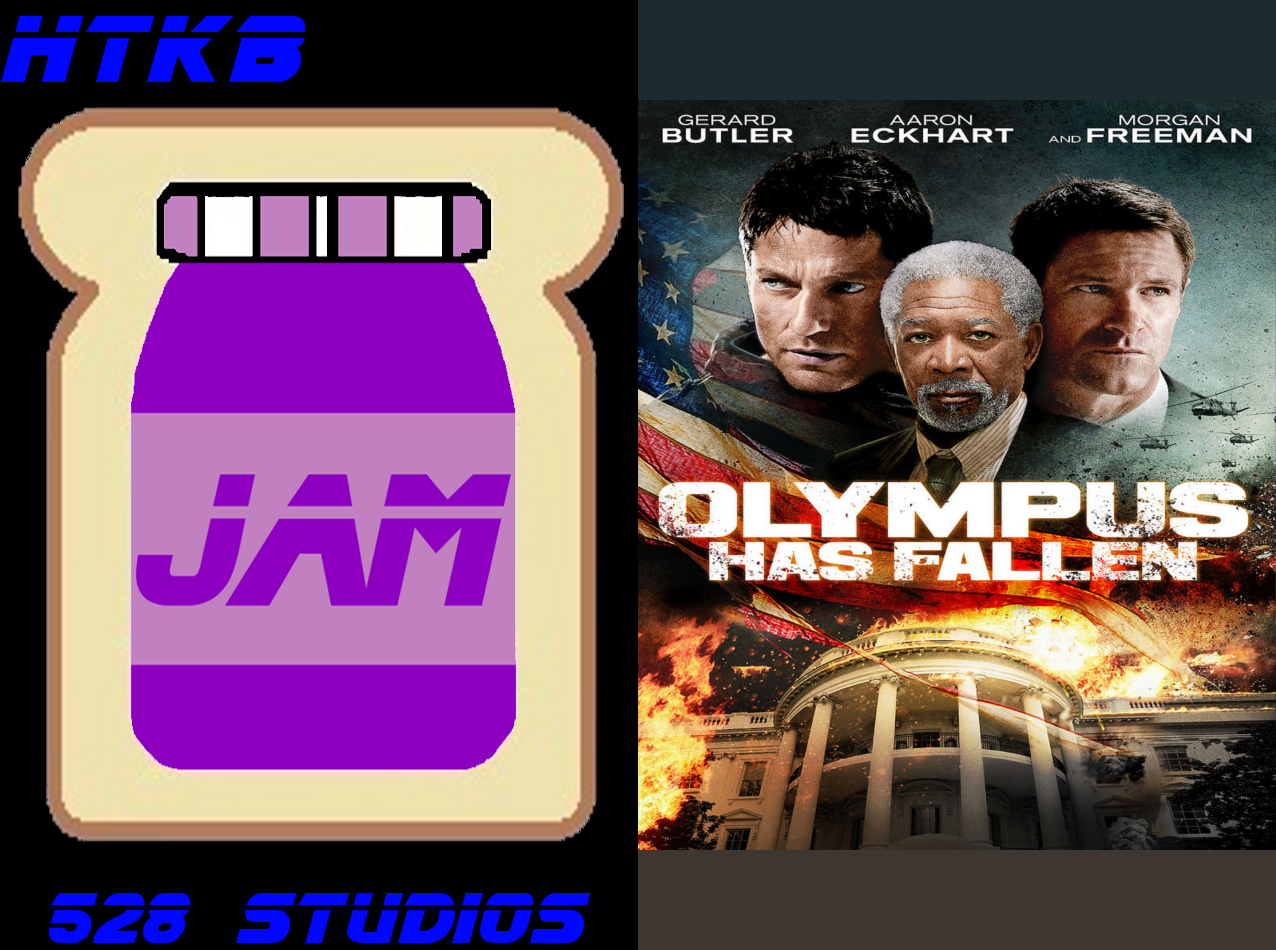 HTKB
JAM
528 STUDIOS
GERARD
BUTLER
AARON
ECKHART
MORGAN
AND FREEMAN
OLYMPUS
HAS FALLEN